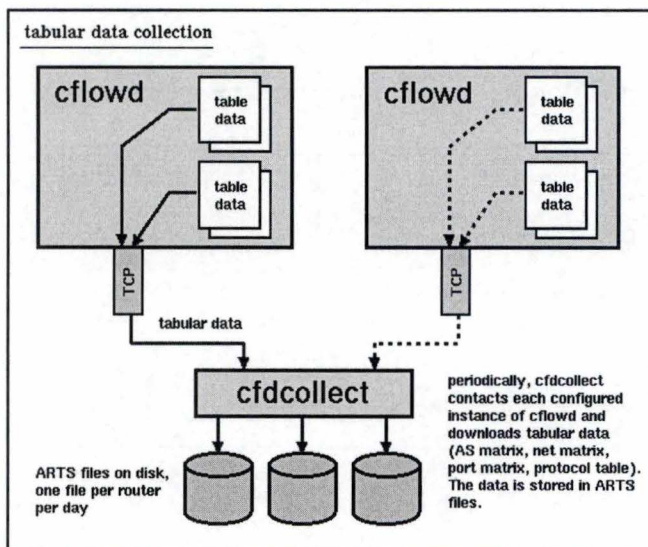 tabular data collection
cflowd
table
data
table
data
TCP
cflowd
table
data
table
data
TCP
tabular data
cfdcollect
periodically, cfdcollect
contacts each configured
instance of cflowd and
downloads tabular data
(AS matrix, net matrix,
port matrix, protocol table).
The data is stored in ARTS
files.
ARTS files on disk,
one file per router
per day